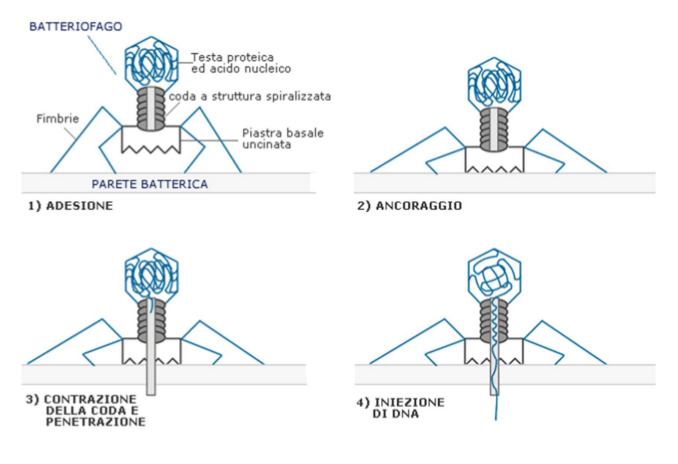 BATTERIOFAGO
Testa proteica
ed acido nucleico
coda a struttura spiralizzata
Fimbrie
Piastra basale
uncinata
PARETE BATTERICA
1) ADESIONE
2) ANCORAGGIO
3) CONTRAZIONE
DELLA CODA E
PENETRAZIONE
4) INIEZIONE
DI DNA